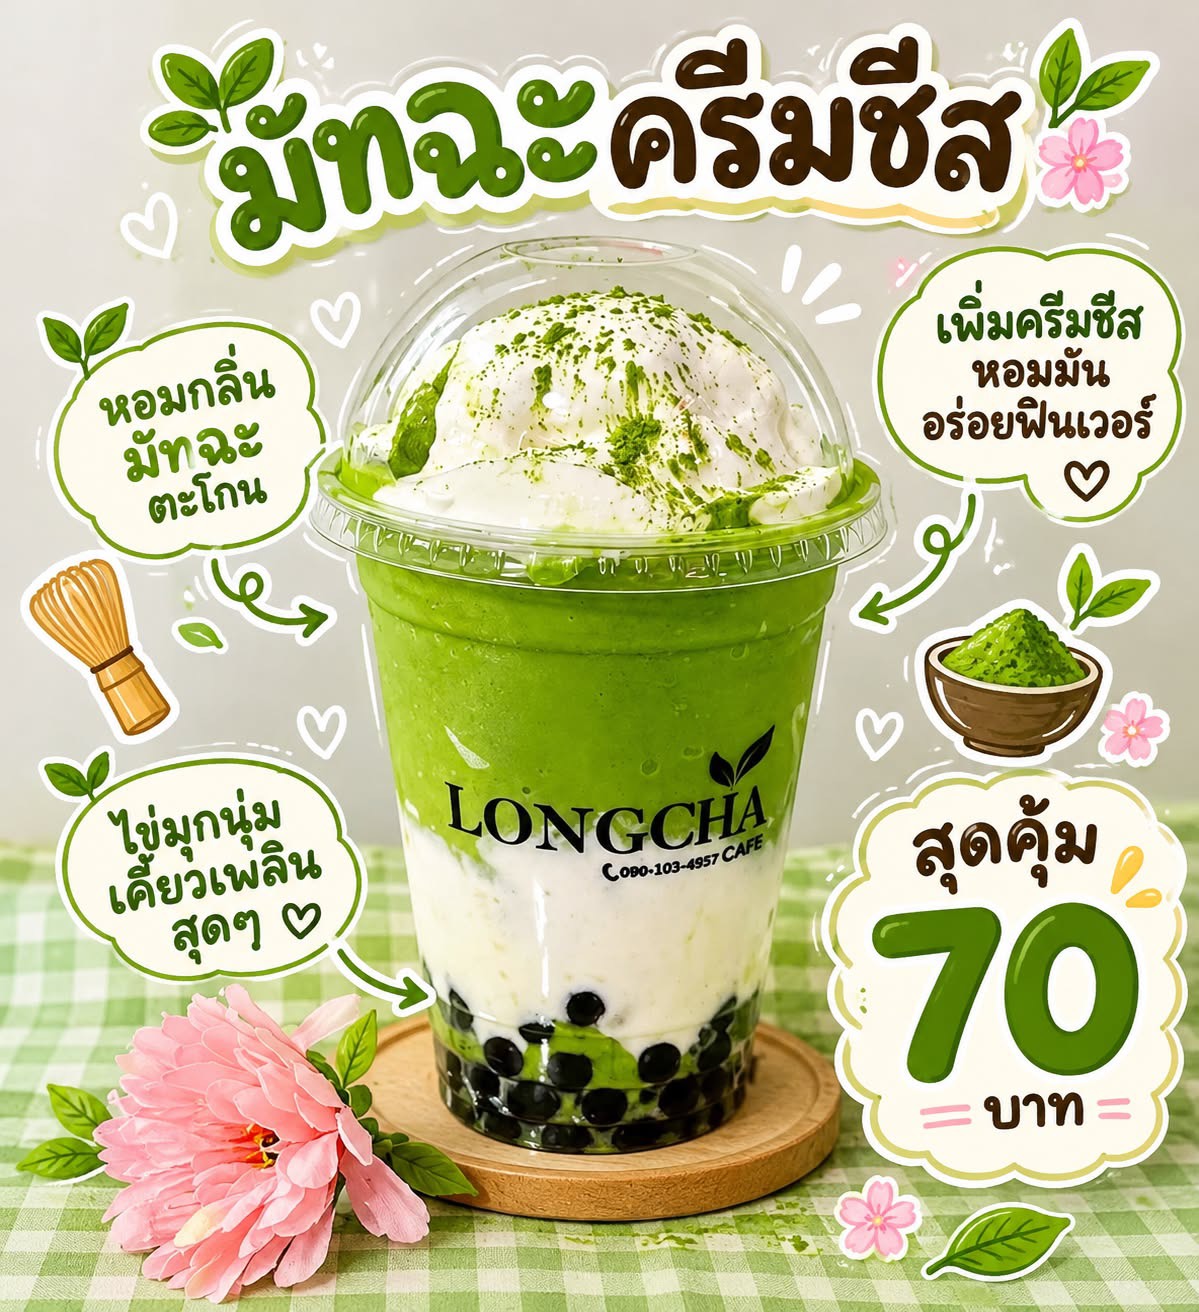 มัทฉะครีมชีส
หอมกลิ่น
มัทฉะ
ตะโกน
เพิ่มครีมชีส
หอมมัน
อร่อยฟินเวอร์
ไข่มุกนุ่ม
เคี้ยวเพลิน
สุดๆ
LONGCHA
090-103-4957 CAFE
สุดคุ้ม
70
บาท